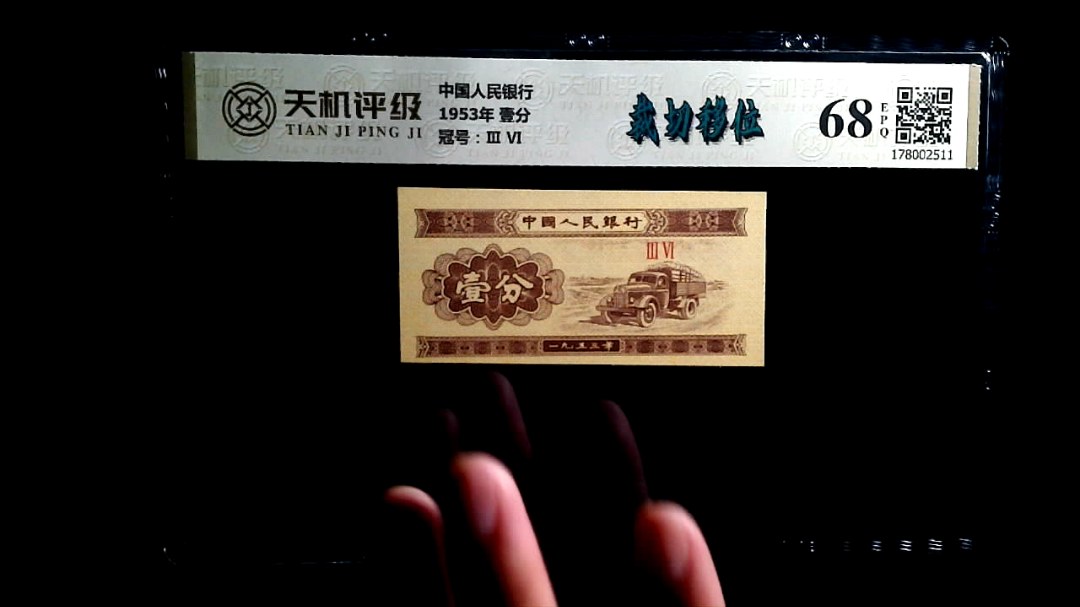 天机评级
TIAN JI PING JI
中国人民银行
1953年 壹分
冠号：III VI
裁切移位
68
EPQ
178002511
中國人民銀行
III VI
壹分
一九五三年